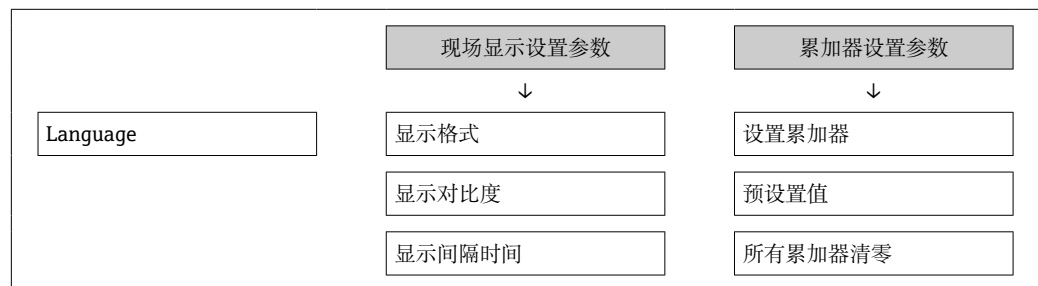 现场显示设置参数
累加器设置参数
↓
↓
Language
显示格式
设置累加器
显示对比度
预设置值
显示间隔时间
所有累加器清零